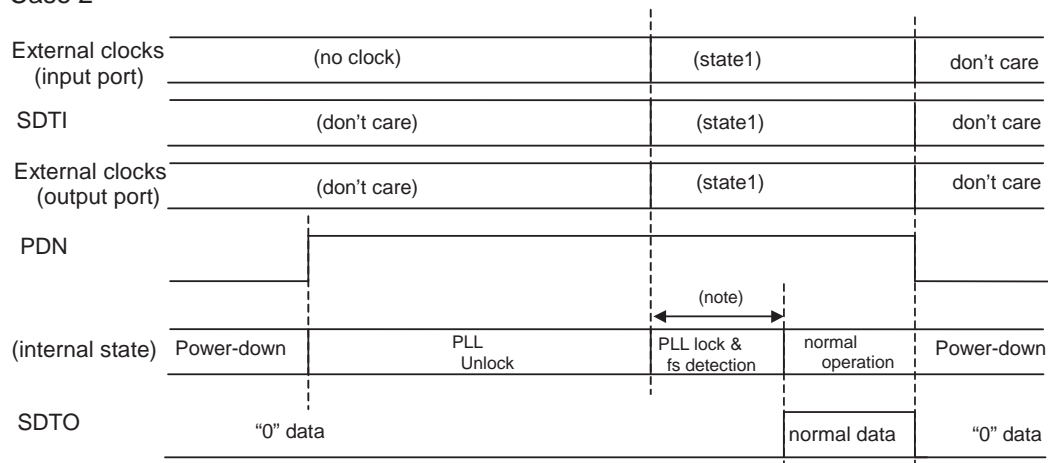 External clocks (no clock) (state1) don't care
(input port)
SDTI (don't care) (state1) don't care
External clocks (don't care) (state1) don't care
(output port)
PDN
(note)
(internal state) Power-down PLL PLL lock & normal Power-down
Unlock fs detection operation
SDTO "0" data normal data "0" data